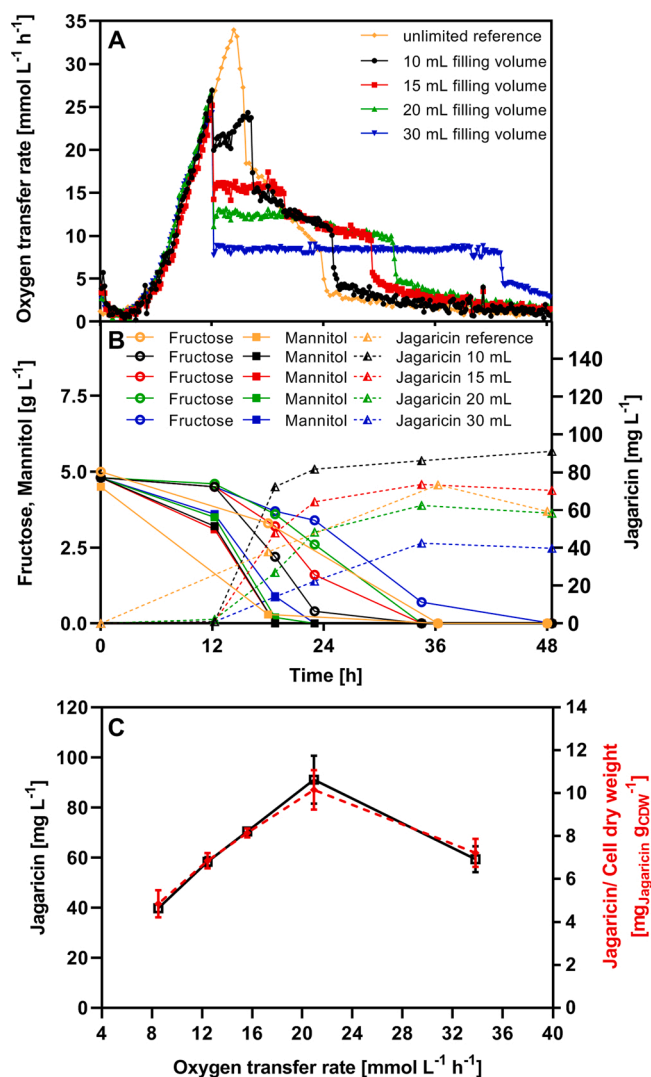 A
unlimited reference
10 mL filling volume
15 mL filling volume
20 mL filling volume
30 mL filling volume
Oxygen transfer rate [mmol L-1 h-1]
35
30
25
20
15
10
5
0
0 12 24 36 48
B
Fructose Mannitol Jagaricin reference
Fructose Mannitol Jagaricin 10 mL
Fructose Mannitol Jagaricin 15 mL
Fructose Mannitol Jagaricin 20 mL
Fructose Mannitol Jagaricin 30 mL
Fructose, Mannitol [g L-1]
7.5
5.0
2.5
0.0
140
120
100
80
60
40
20
0
Jagaricin [mg L-1]
0 12 24 36 48
Time [h]
C
Jagaricin [mg L-1]
120
100
80
60
40
20
0
14
12
10
8
6
4
2
0
Jagaricin/ Cell dry weight
[mgJagaricin gCDW-1]
4 8 12 16 20 24 28 32 36 40
Oxygen transfer rate [mmol L-1 h-1]